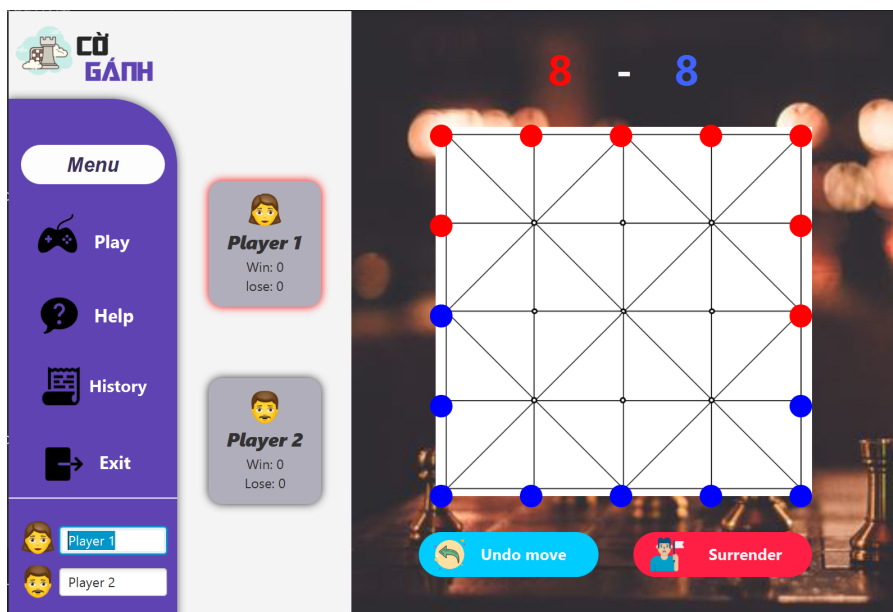 CỜ
GÁNH
8 - 8
Menu
Play
Help
History
Exit
Player 1
Win: 0
lose: 0
Player 2
Win: 0
Lose: 0
Player 1
Player 2
Undo move
Surrender